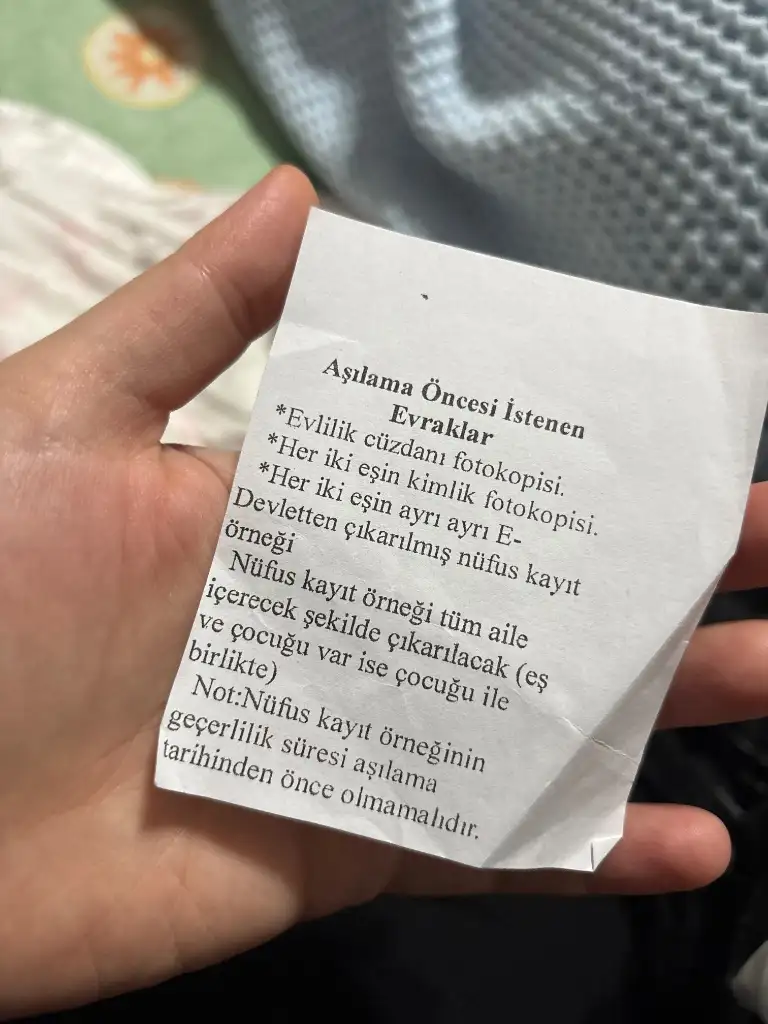 Aşılama Öncesi İstenen
Evraklar
*Evlilik cüzdanı fotokopisi.
*Her iki eşin kimlik fotokopisi.
*Her iki eşin ayrı ayrı E-
Devletten çıkarılmış nüfus kayıt
örneği
Nüfus kayıt örneği tüm aile
içerecek şekilde çıkarılacak (eş
ve çocuğu var ise çocuğu ile
birlikte)
Not:Nüfus kayıt örneğinin
geçerlilik süresi aşılama
tarihinden önce olmamalıdır.